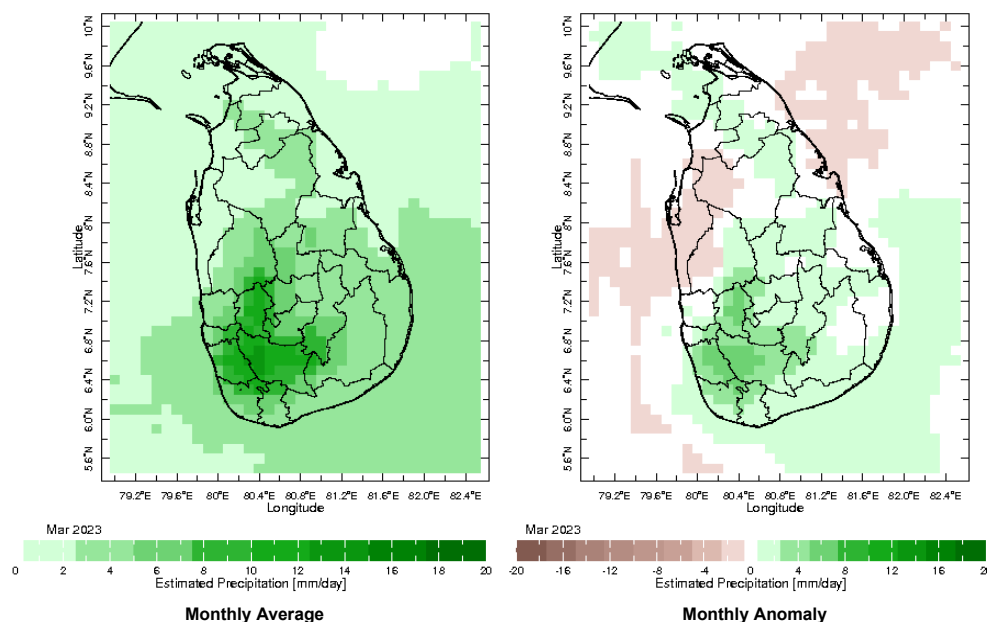 10°N
9.6°N
9.2°N
8.8°N
8.4°N
8°N
7.6°N
7.2°N
6.8°N
6.4°N
6.0°N
5.6°N
Latitude
79.2°E 79.6°E 80°E 80.4°E 80.8°E 81.2°E 81.6°E 82.0°E 82.4°E
Longitude
Mar 2023
0 2 4 6 8 10 12 14 16 18 20
Estimated Precipitation [mm/day]
Monthly Average
10°N
9.6°N
9.2°N
8.8°N
8.4°N
8°N
7.6°N
7.2°N
6.8°N
6.4°N
6.0°N
5.6°N
Latitude
79.2°E 79.6°E 80°E 80.4°E 80.8°E 81.2°E 81.6°E 82.0°E 82.4°E
Longitude
Mar 2023
-20 -16 -12 -8 -4 0 4 8 12 16 20
Estimated Precipitation [mm/day]
Monthly Anomaly